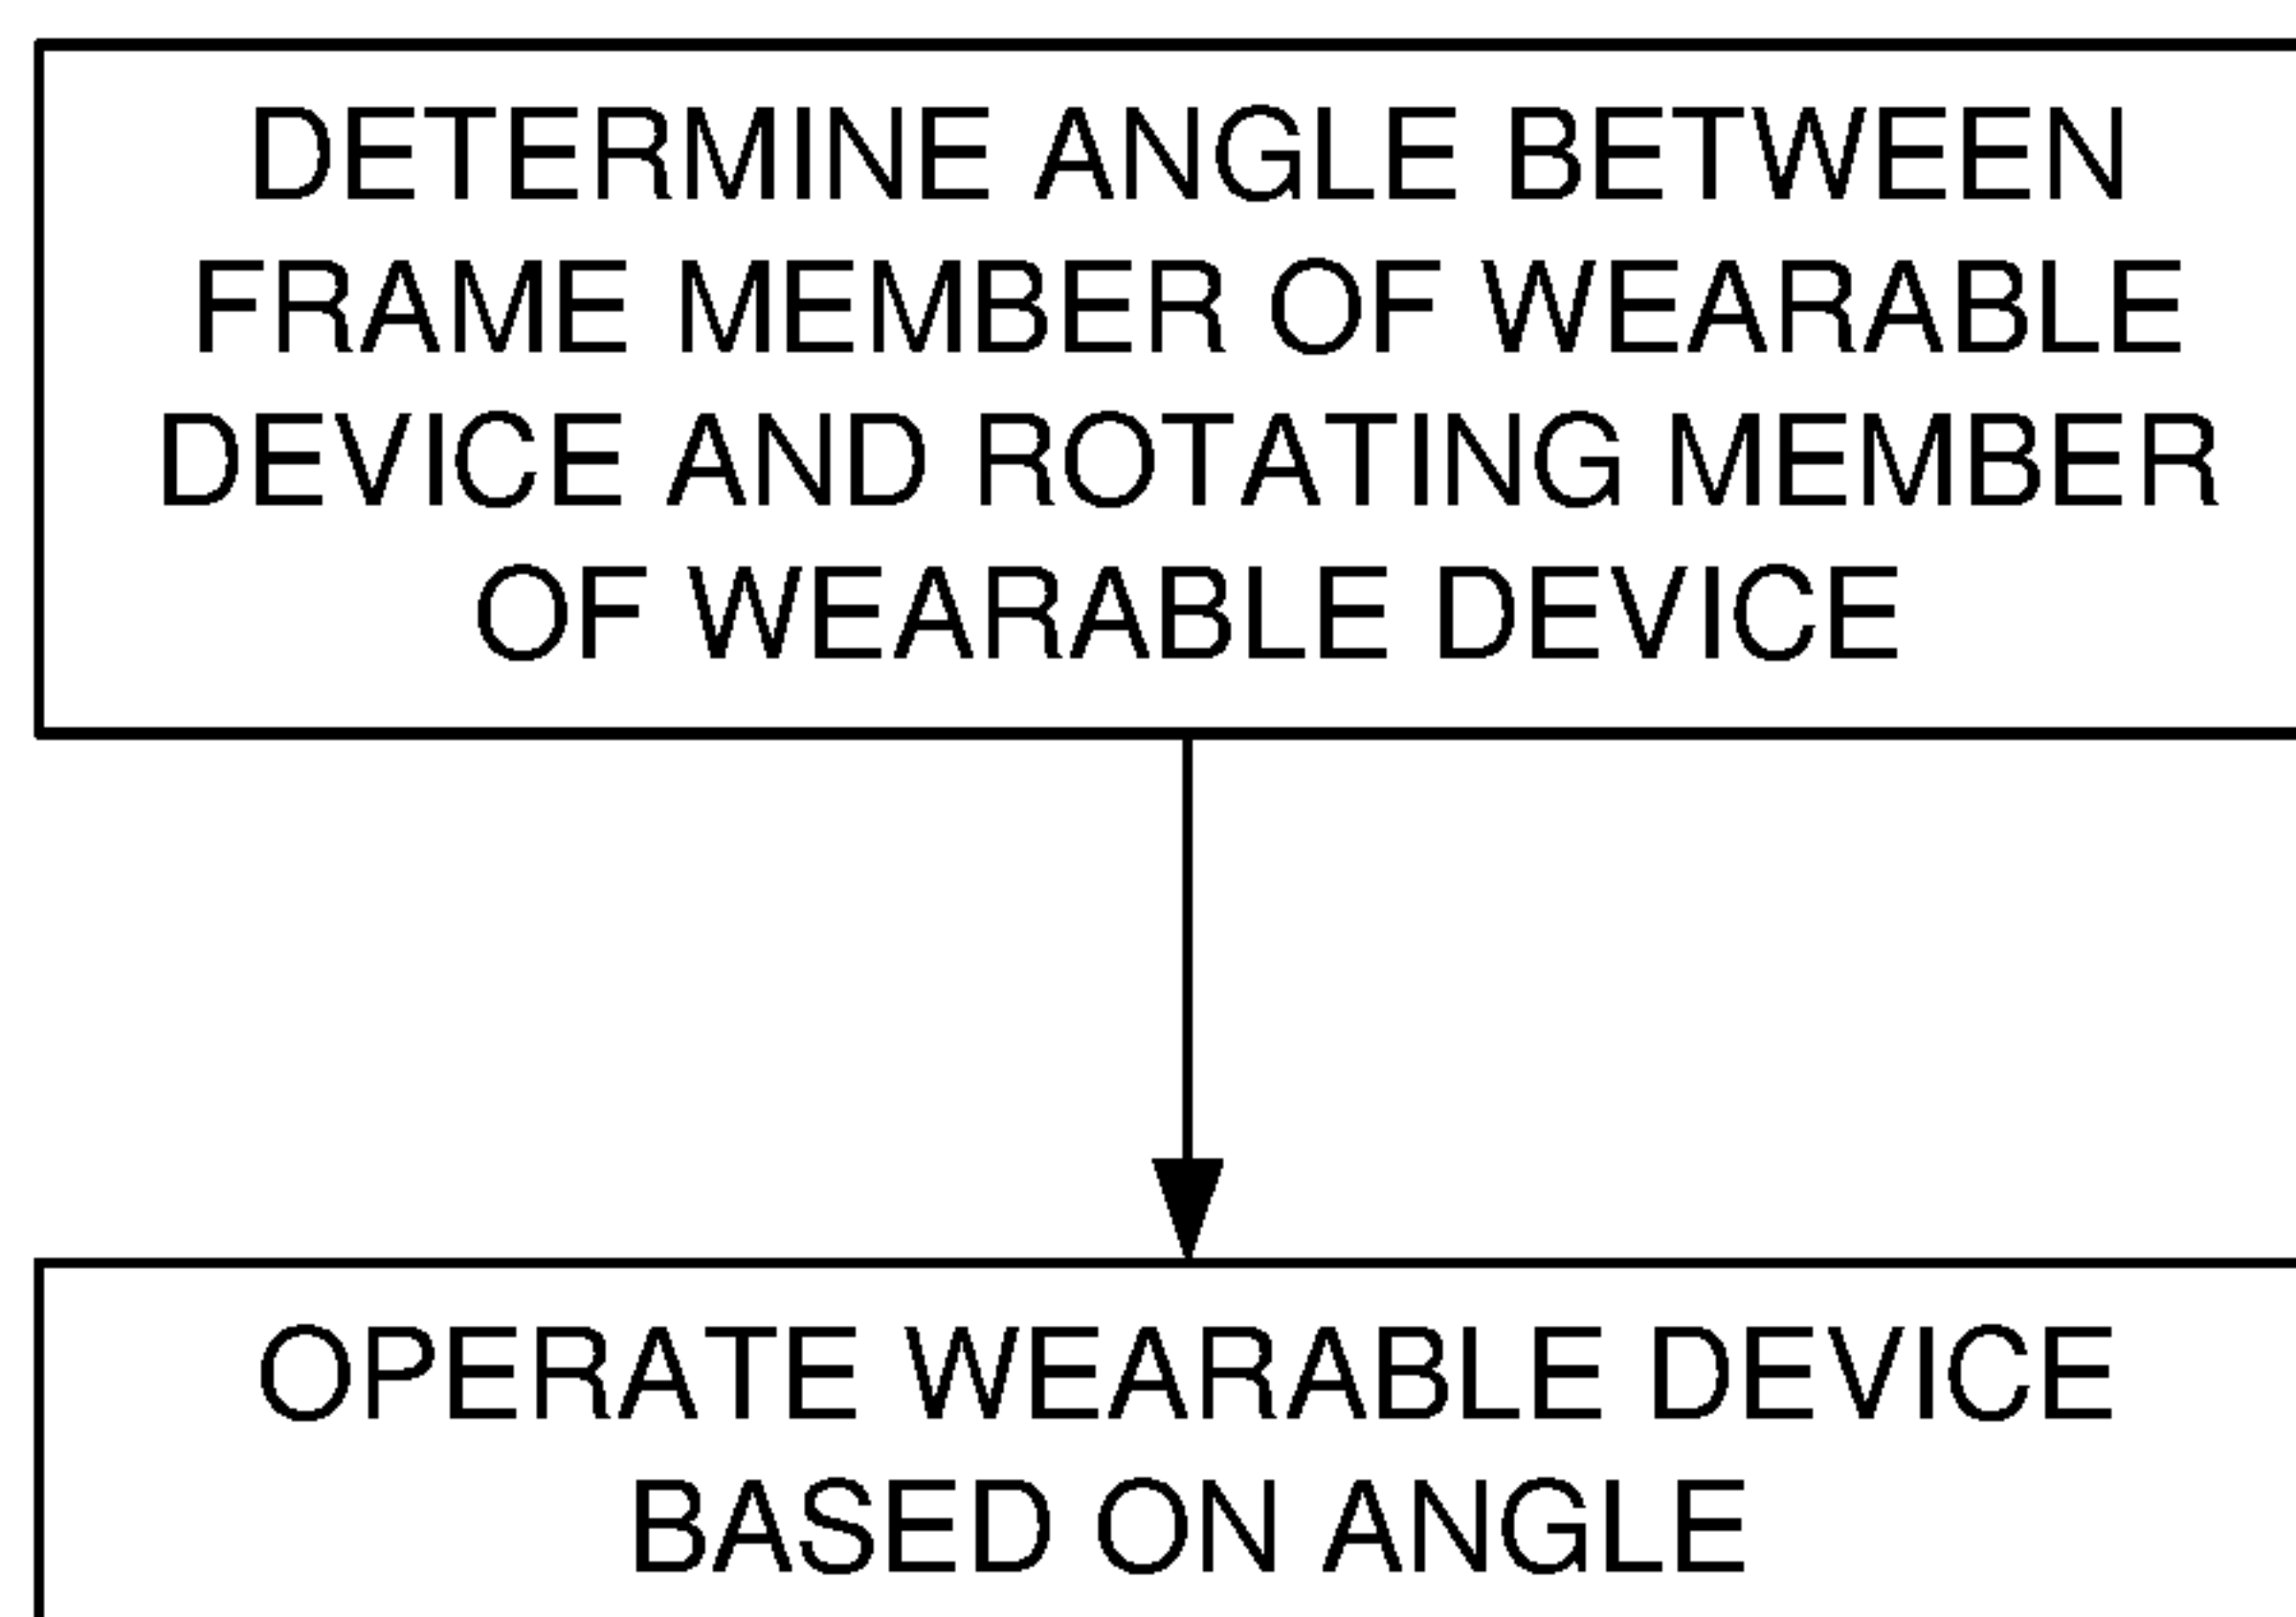 DETERMINE ANGLE BETWEEN
FRAME MEMBER OF WEARABLE
DEVICE AND ROTATING MEMBER
OF WEARABLE DEVICE
OPERATE WEARABLE DEVICE
BASED ON ANGLE